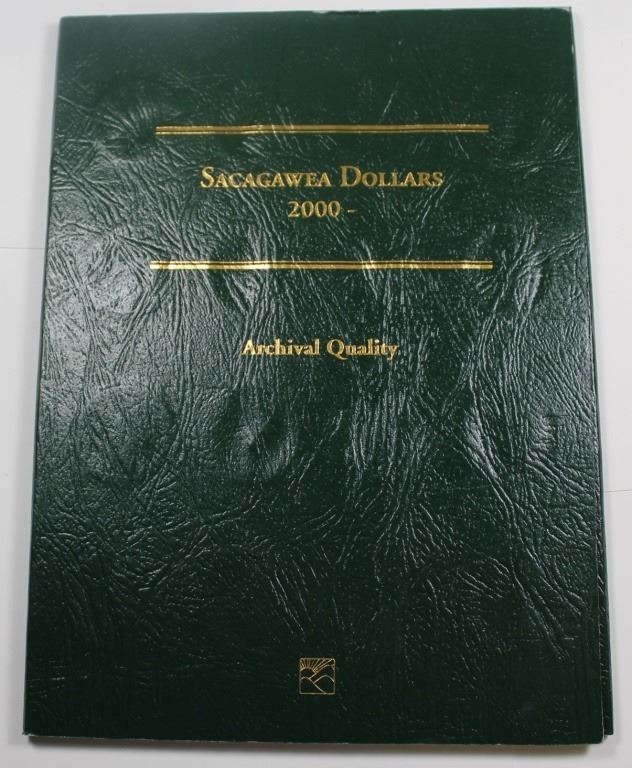 SACAGAWEA DOLLARS
2000 -
Archival Quality